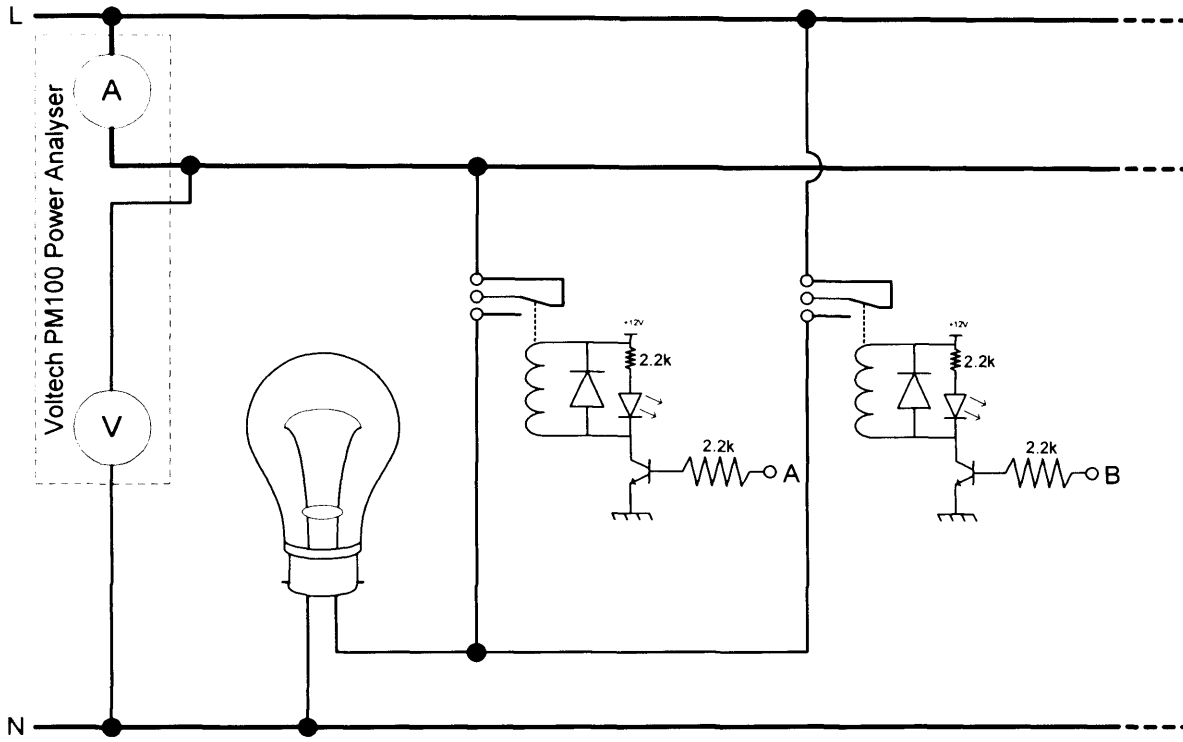 L
A
Voltech PM100 Power Analyser
V
+12V
2.2k
2.2k
A
+12V
2.2k
2.2k
B
N